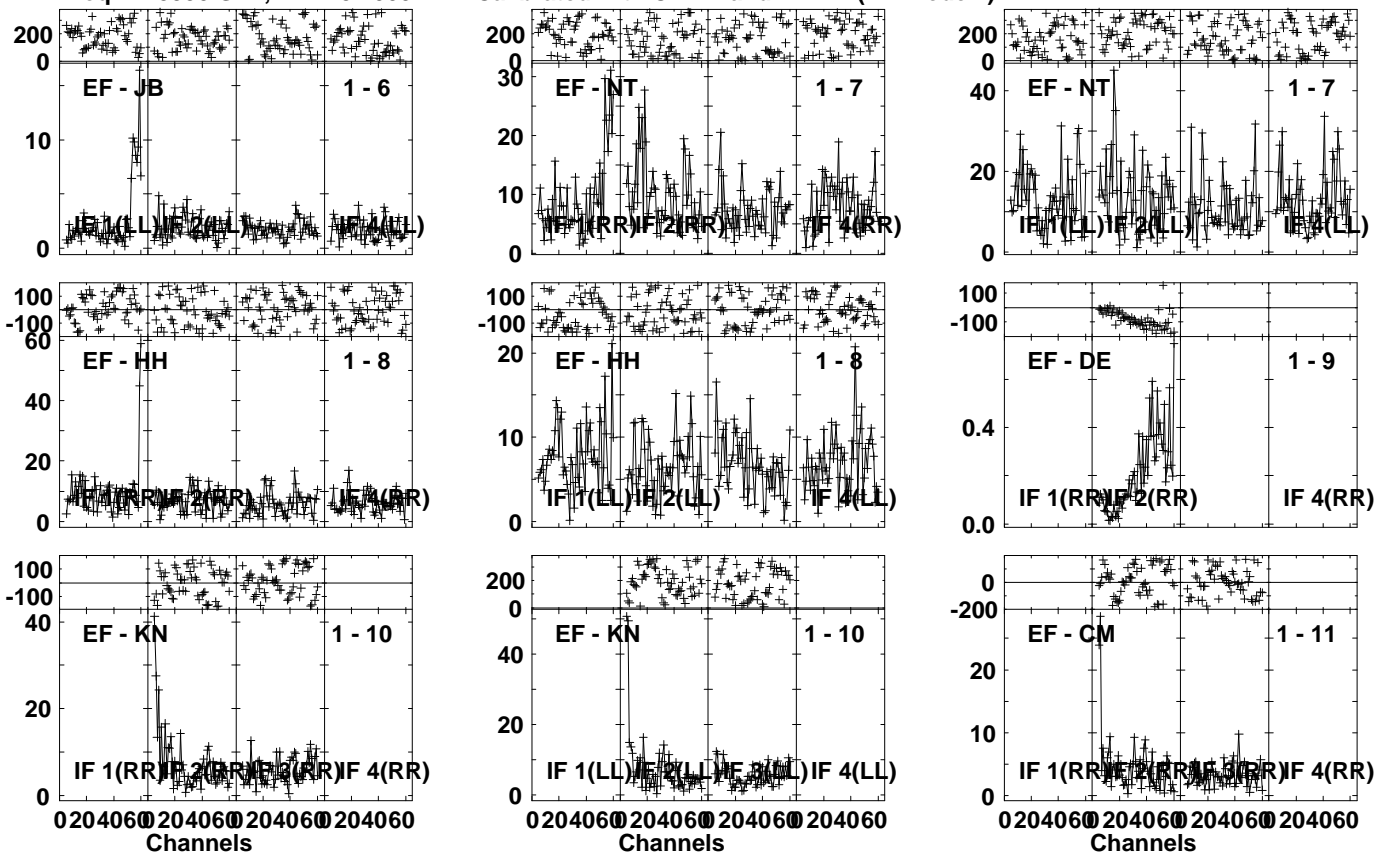 200
0
200
0
200
0
EF - JB 1 - 6
EF - NT 1 - 7
EF - NT 1 - 7
10
0
30
20
10
0
40
20
0
IF 1(LL) IF 2(LL) IF 4(LL)
IF 1(RR) IF 2(RR) IF 4(RR)
IF 1(LL) IF 2(LL) IF 4(LL)
100
-100
100
-100
100
-100
EF - HH 1 - 8
EF - HH 1 - 8
EF - DE 1 - 9
60
40
20
0
20
10
0
0.4
0.0
IF 1(RR) IF 2(RR) IF 4(RR)
IF 1(LL) IF 2(LL) IF 4(LL)
IF 1(RR) IF 2(RR) IF 4(RR)
100
-100
200
0
0
-200
EF - KN 1 - 10
EF - KN 1 - 10
EF - CM 1 - 11
40
20
0
40
20
0
20
10
0
IF 1(RR) IF 2(RR) IF 3(RR) IF 4(RR)
IF 1(LL) IF 2(LL) IF 3(LL) IF 4(LL)
IF 1(RR) IF 2(RR) IF 3(RR) IF 4(RR)
0 20 40 60 0 20 40 60 0 20 40 60 0 20 40 60
0 20 40 60 0 20 40 60 0 20 40 60 0 20 40 60
0 20 40 60 0 20 40 60 0 20 40 60 0 20 40 60
Channels
Channels
Channels